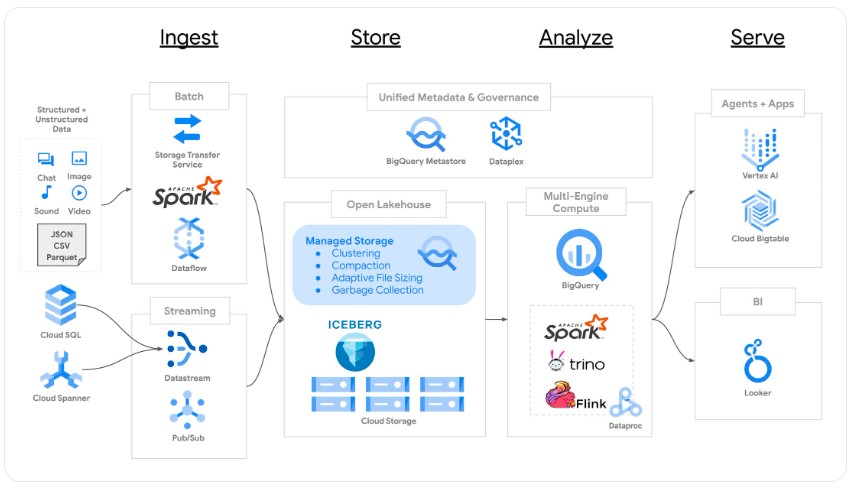 Ingest
Store
Analyze
Serve
Structured +
Unstructured
Data
Chat
Image
Sound
Video
JSON
CSV
Parquet
Cloud SQL
Cloud Spanner
Batch
Storage Transfer
Service
APACHE
Spark
Dataflow
Streaming
Datastream
Pub/Sub
Unified Metadata & Governance
BigQuery Metastore
Dataplex
Open Lakehouse
Managed Storage
● Clustering
● Compaction
● Adaptive File Sizing
● Garbage Collection
ICEBERG
Cloud Storage
Multi-Engine
Compute
BigQuery
APACHE
Spark
trino
Flink
Dataproc
Agents + Apps
Vertex AI
Cloud Bigtable
BI
Looker